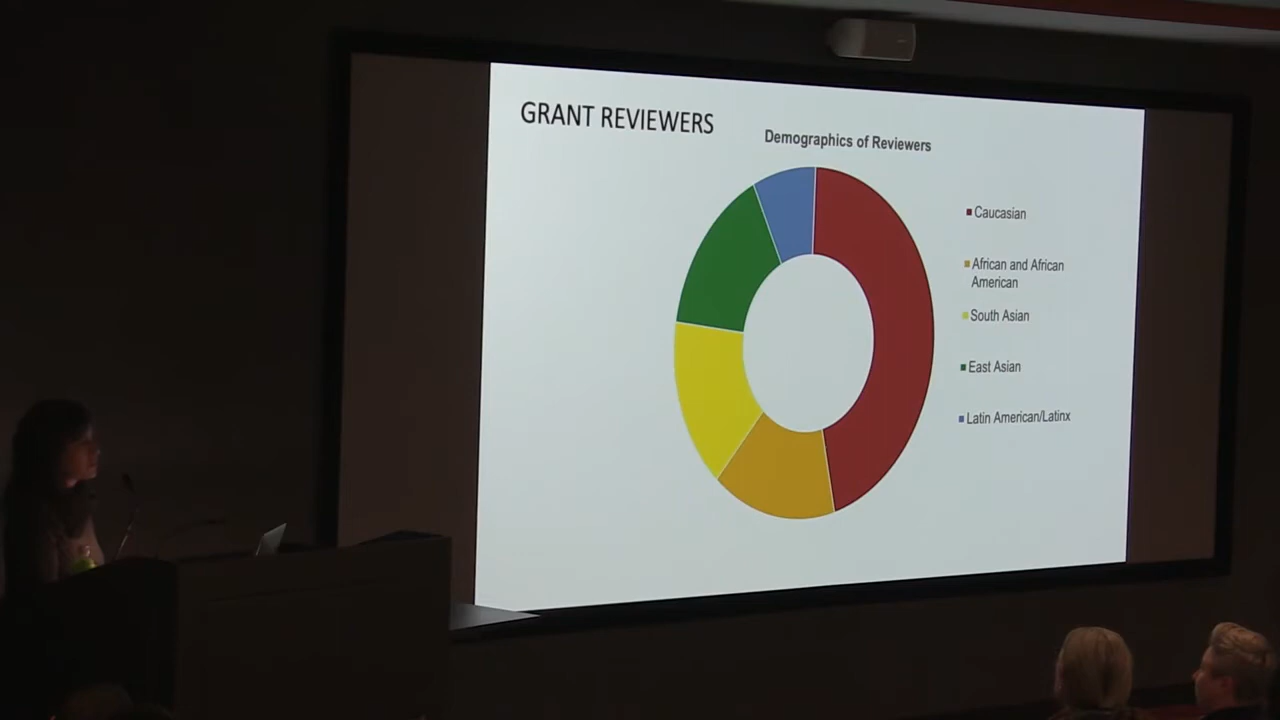 GRANT REVIEWERS
Demographics of Reviewers
Caucasian
African and African
American
South Asian
East Asian
Latin American/Latinx